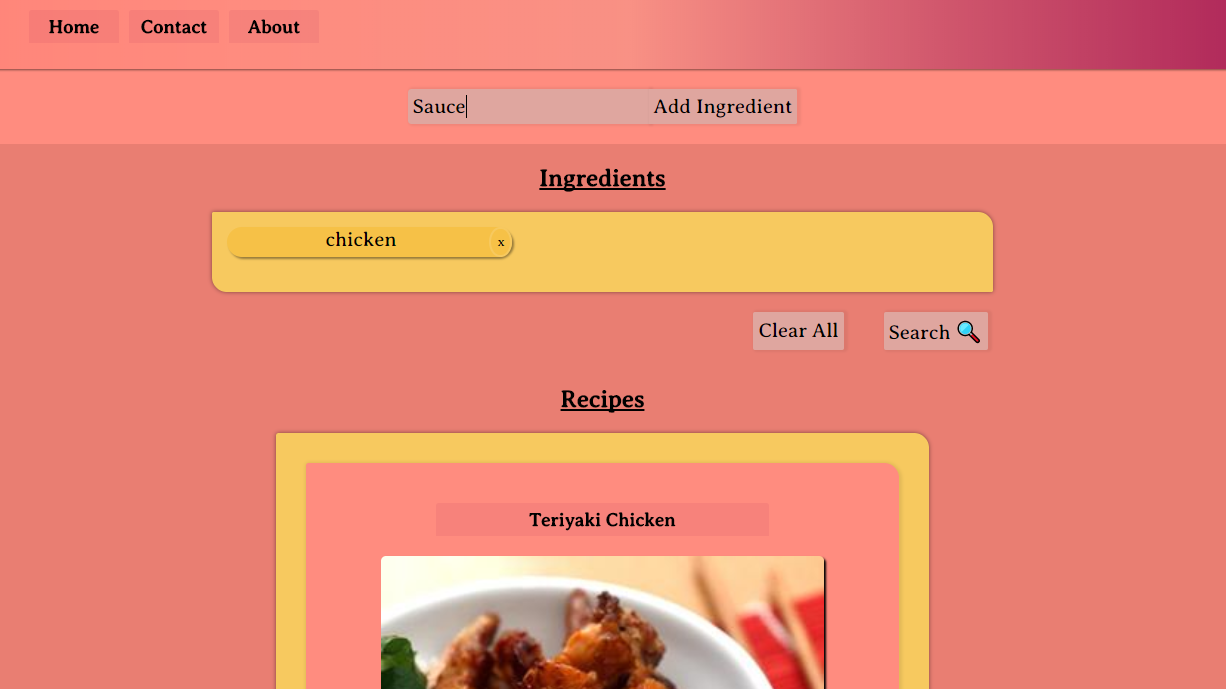 Home Contact About
Sauce Add Ingredient
Ingredients
chicken x
Clear All Search
Recipes
Teriyaki Chicken